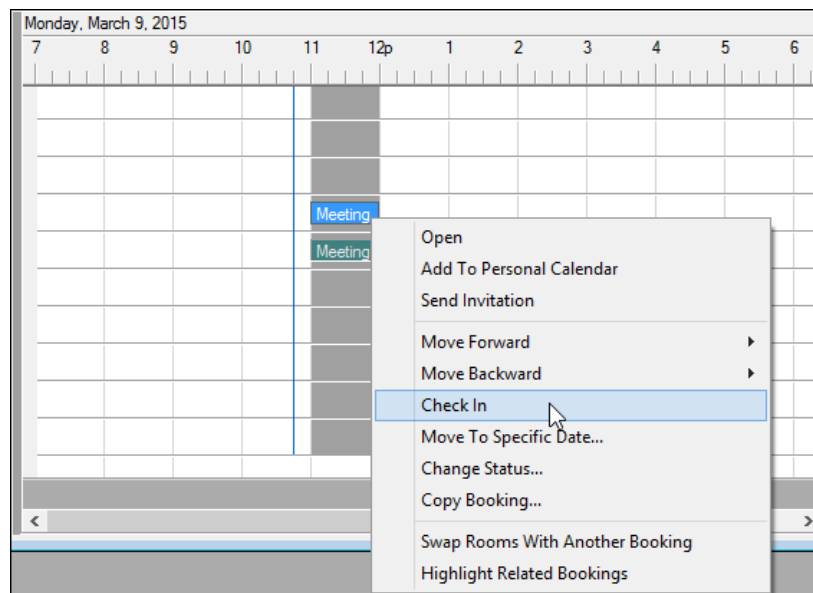 Monday, March 9, 2015
7 8 9 10 11 12p 1 2 3 4 5 6
Meeting
Meeting
Open
Add To Personal Calendar
Send Invitation
Move Forward
Move Backward
Check In
Move To Specific Date...
Change Status...
Copy Booking...
Swap Rooms With Another Booking
Highlight Related Bookings